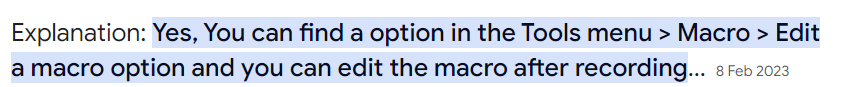 Explanation: Yes, You can find a option in the Tools menu > Macro > Edit
a macro option and you can edit the macro after recording... 8 Feb 2023